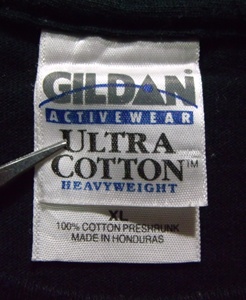 GILDAN
ACTIVEWEAR
ULTRA
COTTON™
HEAVYWEIGHT
XL
100% COTTON PRESHRUNK
MADE IN HONDURAS